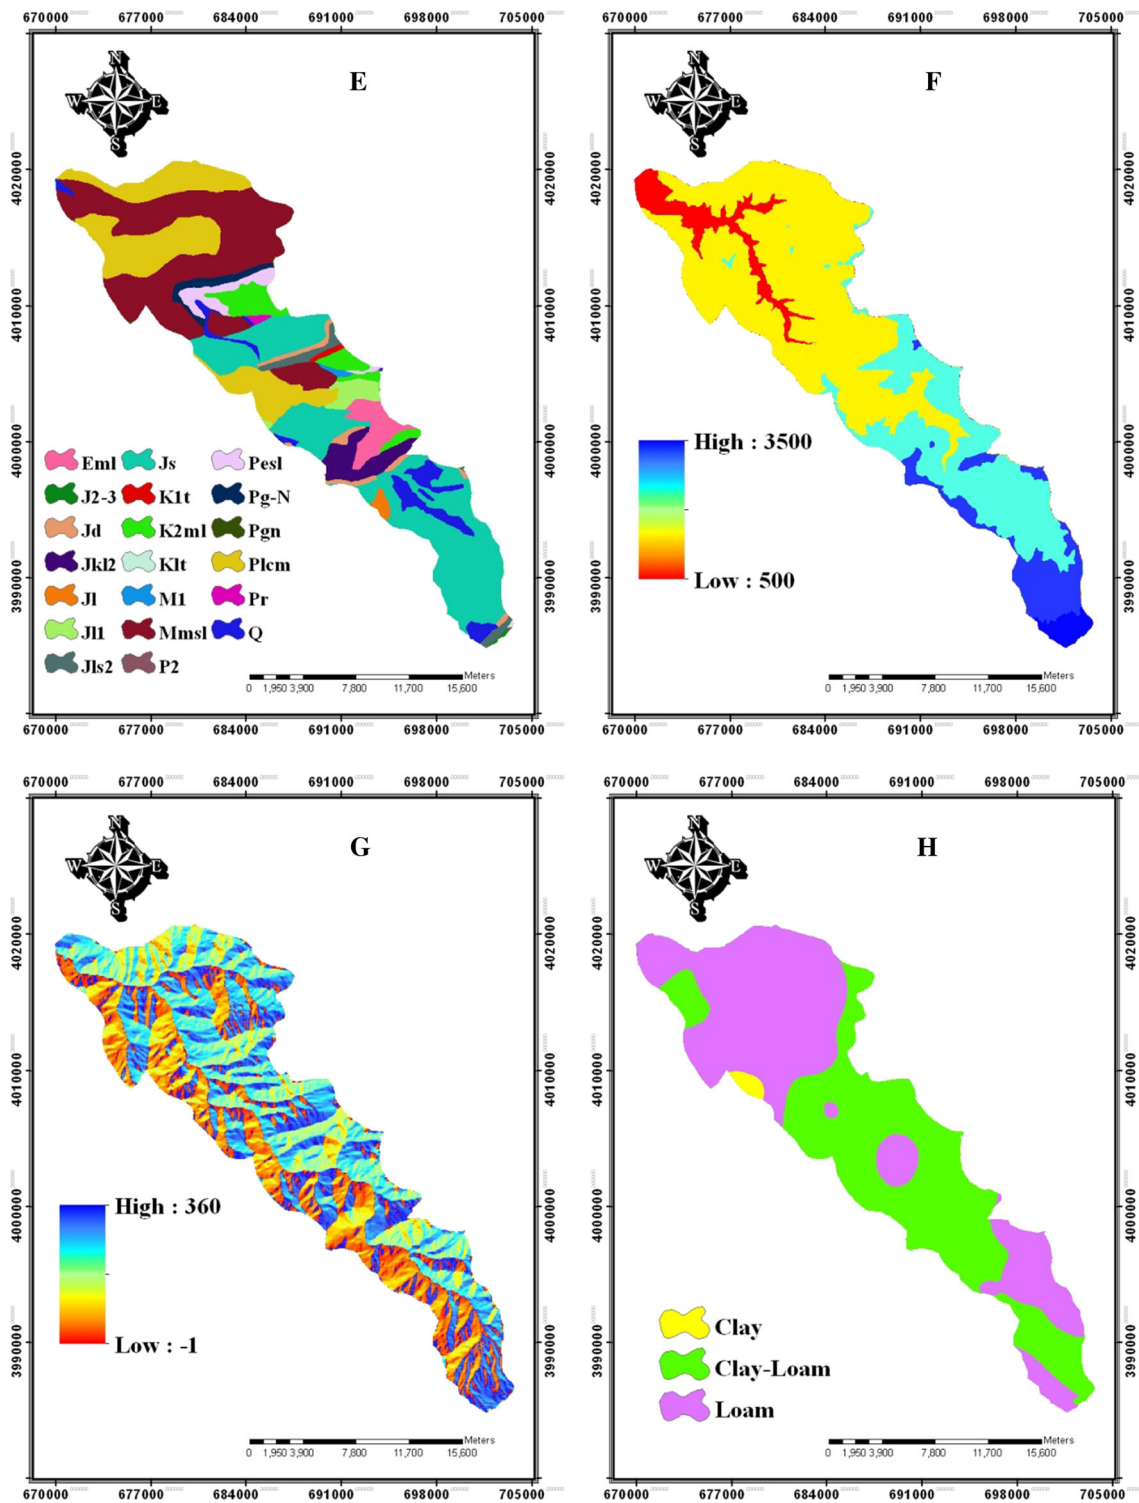 670000 677000 684000 691000 698000 705000
670000 677000 684000 691000 698000 705000
N
W E
S
E
N
W E
S
F
4020000 4010000 4000000 3990000
4020000 4010000 4000000 3990000
4020000 4010000 4000000 3990000
4020000 4010000 4000000 3990000
Eml Js Pesl
J2-3 K1t Pg-N
Jd K2ml Pgn
Jkl2 Klt Plcm
Jl M1 Pr
Jl1 Mmsl Q
Jls2 P2
High : 3500
Low : 500
Meters
0 1,950 3,900 7,800 11,700 15,600
Meters
0 1,950 3,900 7,800 11,700 15,600
670000 677000 684000 691000 698000 705000
670000 677000 684000 691000 698000 705000
670000 677000 684000 691000 698000 705000
670000 677000 684000 691000 698000 705000
N
W E
S
G
N
W E
S
H
4020000 4010000 4000000 3990000
4020000 4010000 4000000 3990000
4020000 4010000 4000000 3990000
4020000 4010000 4000000 3990000
High : 360
Low : -1
Clay
Clay-Loam
Loam
Meters
0 1,950 3,900 7,800 11,700 15,600
Meters
0 1,950 3,900 7,800 11,700 15,600
670000 677000 684000 691000 698000 705000
670000 677000 684000 691000 698000 705000